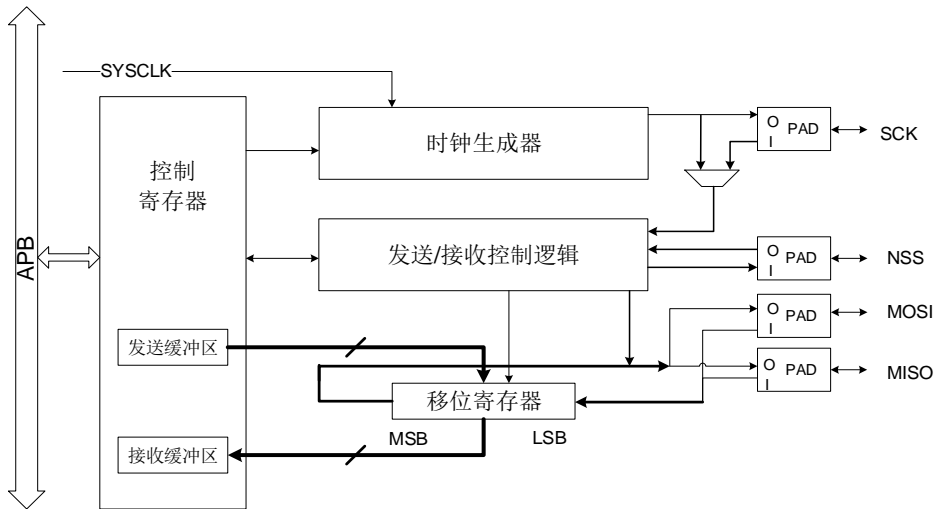 SYSCLK
APB
控制
寄存器
时钟生成器
发送/接收控制逻辑
发送缓冲区
接收缓冲区
移位寄存器
MSB
LSB
O
I
PAD
SCK
O
I
PAD
NSS
O
I
PAD
MOSI
O
I
PAD
MISO